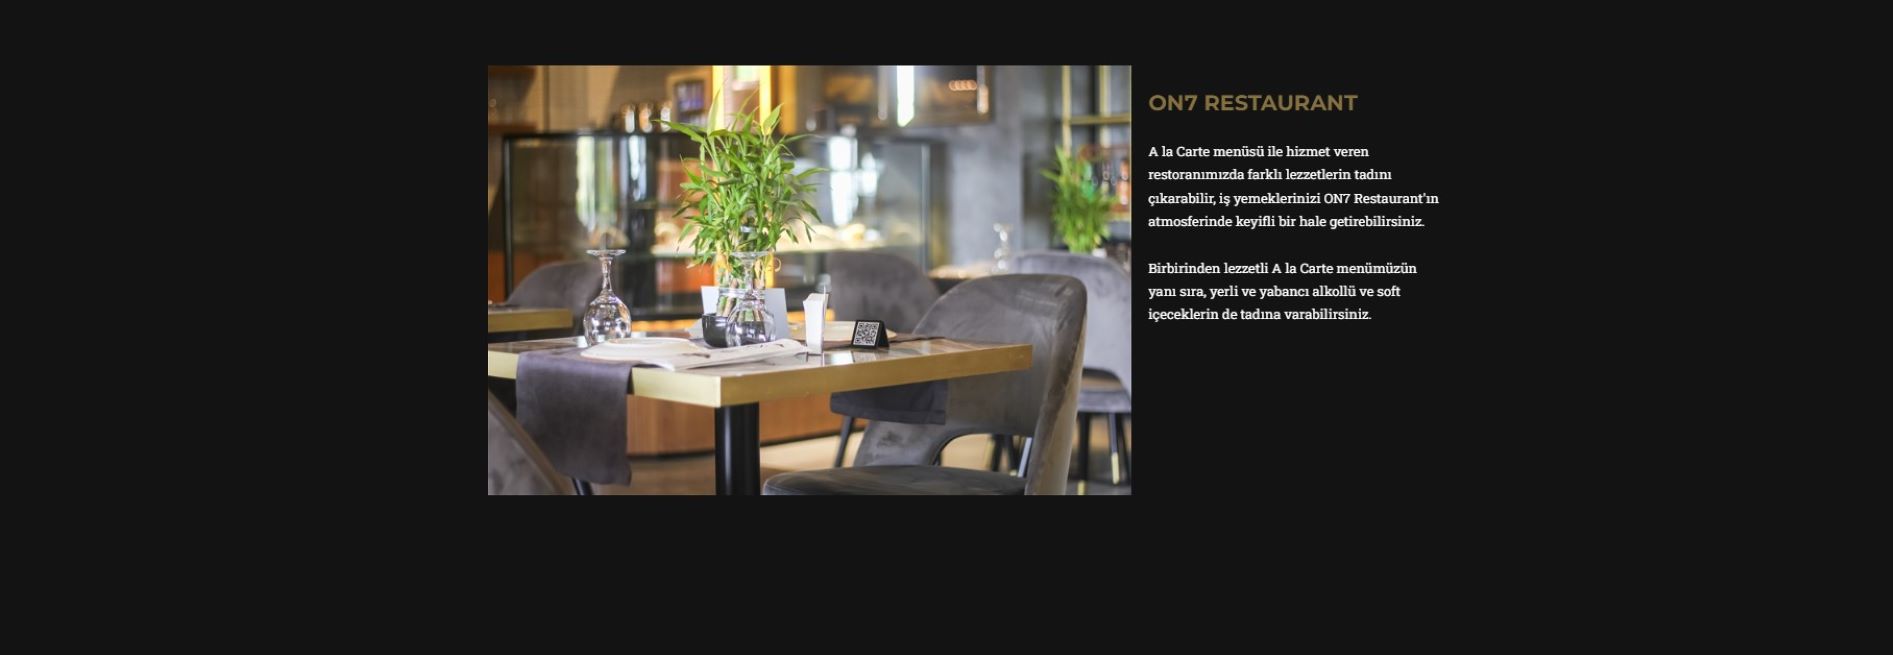 ON7 RESTAURANT
A la Carte menüsü ile hizmet veren
restoranımızda farklı lezzetlerin tadını
çıkarabilir, iş yemeklerinizi ON7 Restaurant'ın
atmosferinde keyifli bir hale getirebilirsiniz.
Birbirinden lezzetli A la Carte menümüzün
yanı sıra, yerli ve yabancı alkollü ve soft
içeceklerin de tadına varabilirsiniz.